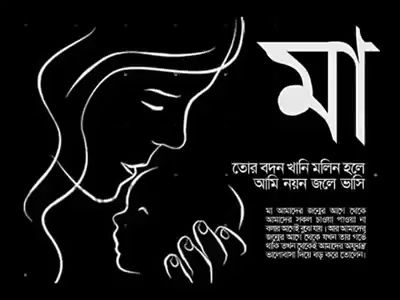 মা
তোর বদন খানি মলিন হলে
আমি নয়ন জলে ভাসি
মা আমাদের জন্মের আগে থেকে
আমাদের সকল চাওয়া পাওয়া না
বলার আগেই বুঝে যায়। আর আমাদের
জন্মের আগে থেকে যখন তার গর্ভে
থাকি তখন থেকেই আমাদের অফুরন্ত
ভালোবাসা দিয়ে বড় করে তোলেন।